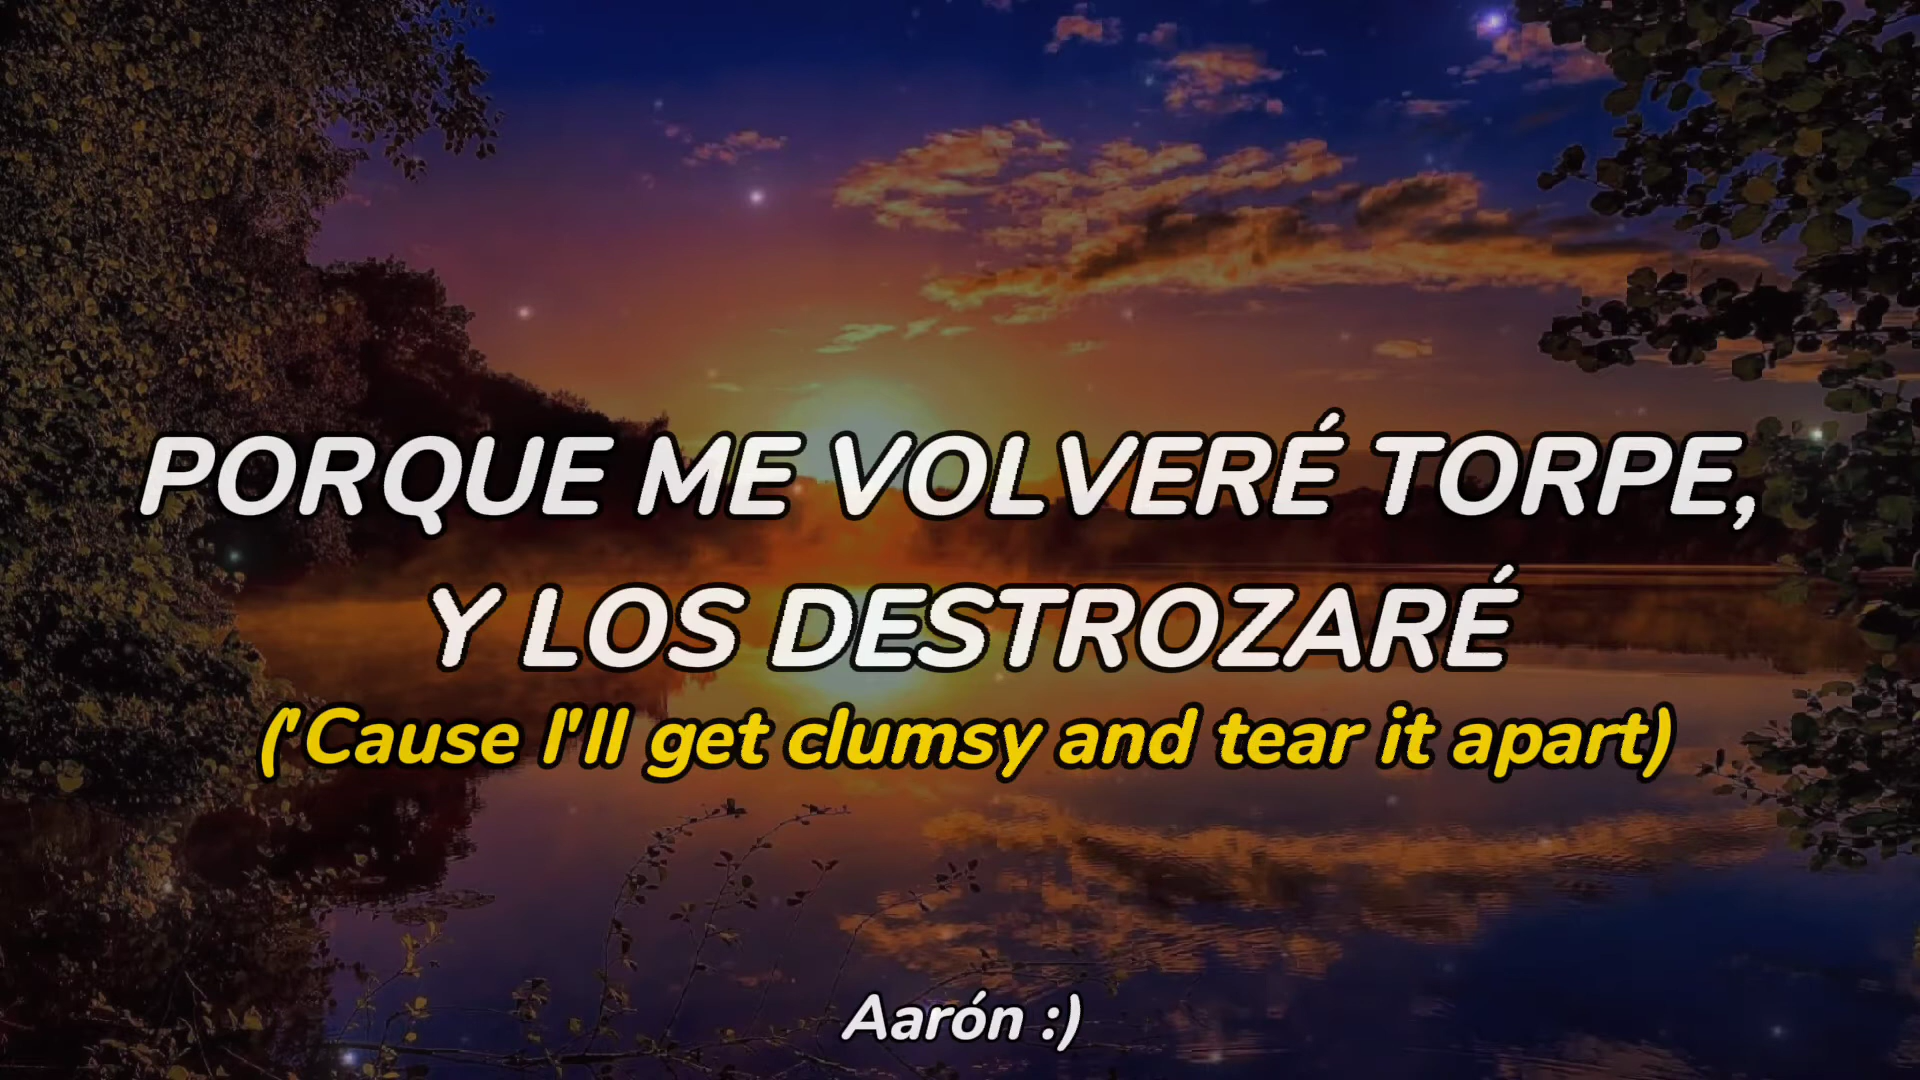 PORQUE ME VOLVERÉ TORPE,
Y LOS DESTROZARÉ
('Cause I'll get clumsy and tear it apart)
Aarón :)